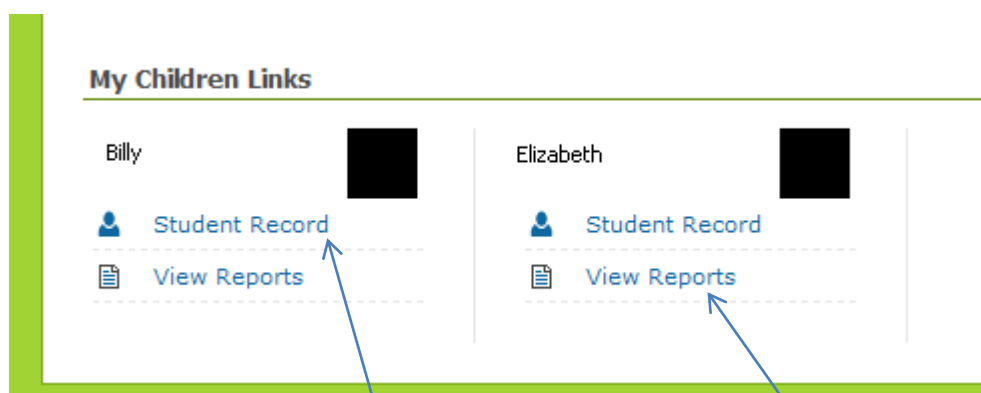 My Children Links
Billy
Student Record
View Reports
Elizabeth
Student Record
View Reports